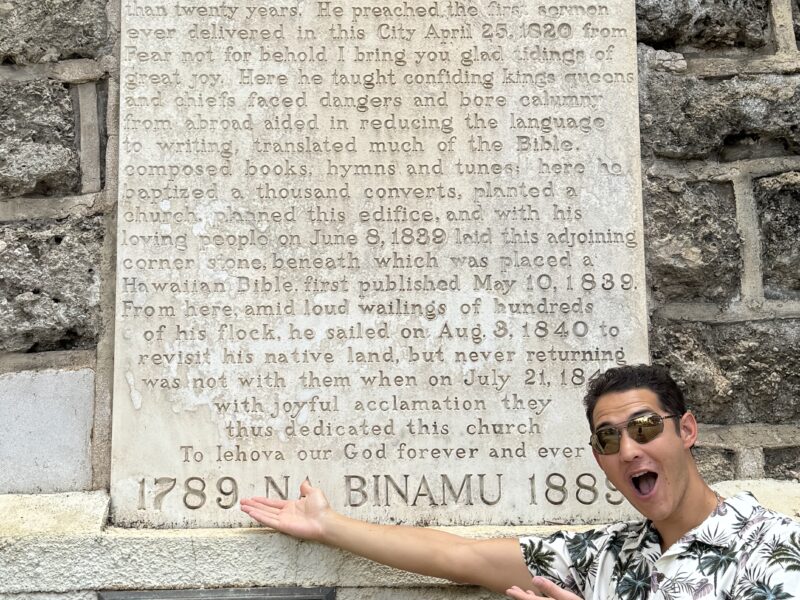 than twenty years. He preached the first sermon
ever delivered in this City April 25, 1820 from
Fear not for behold I bring you glad tidings of
great joy. Here he taught confiding kings queens
and chiefs faced dangers and bore calumny
from abroad aided in reducing the language
to writing, translated much of the Bible.
composed books, hymns and tunes; here he
baptized a thousand converts, planted a
church, planned this edifice, and with his
loving people on June 8, 1839 laid this adjoining
corner stone, beneath which was placed a
Hawaiian Bible, first published May 10, 1839.
From here, amid loud wailings of hundreds
of his flock, he sailed on Aug. 3, 1840 to
revisit his native land, but never returning
was not with them when on July 21,
with joyful acclamation they
thus dedicated this church
To Iehova our God forever and ever
1789 NA BINAMU 1889